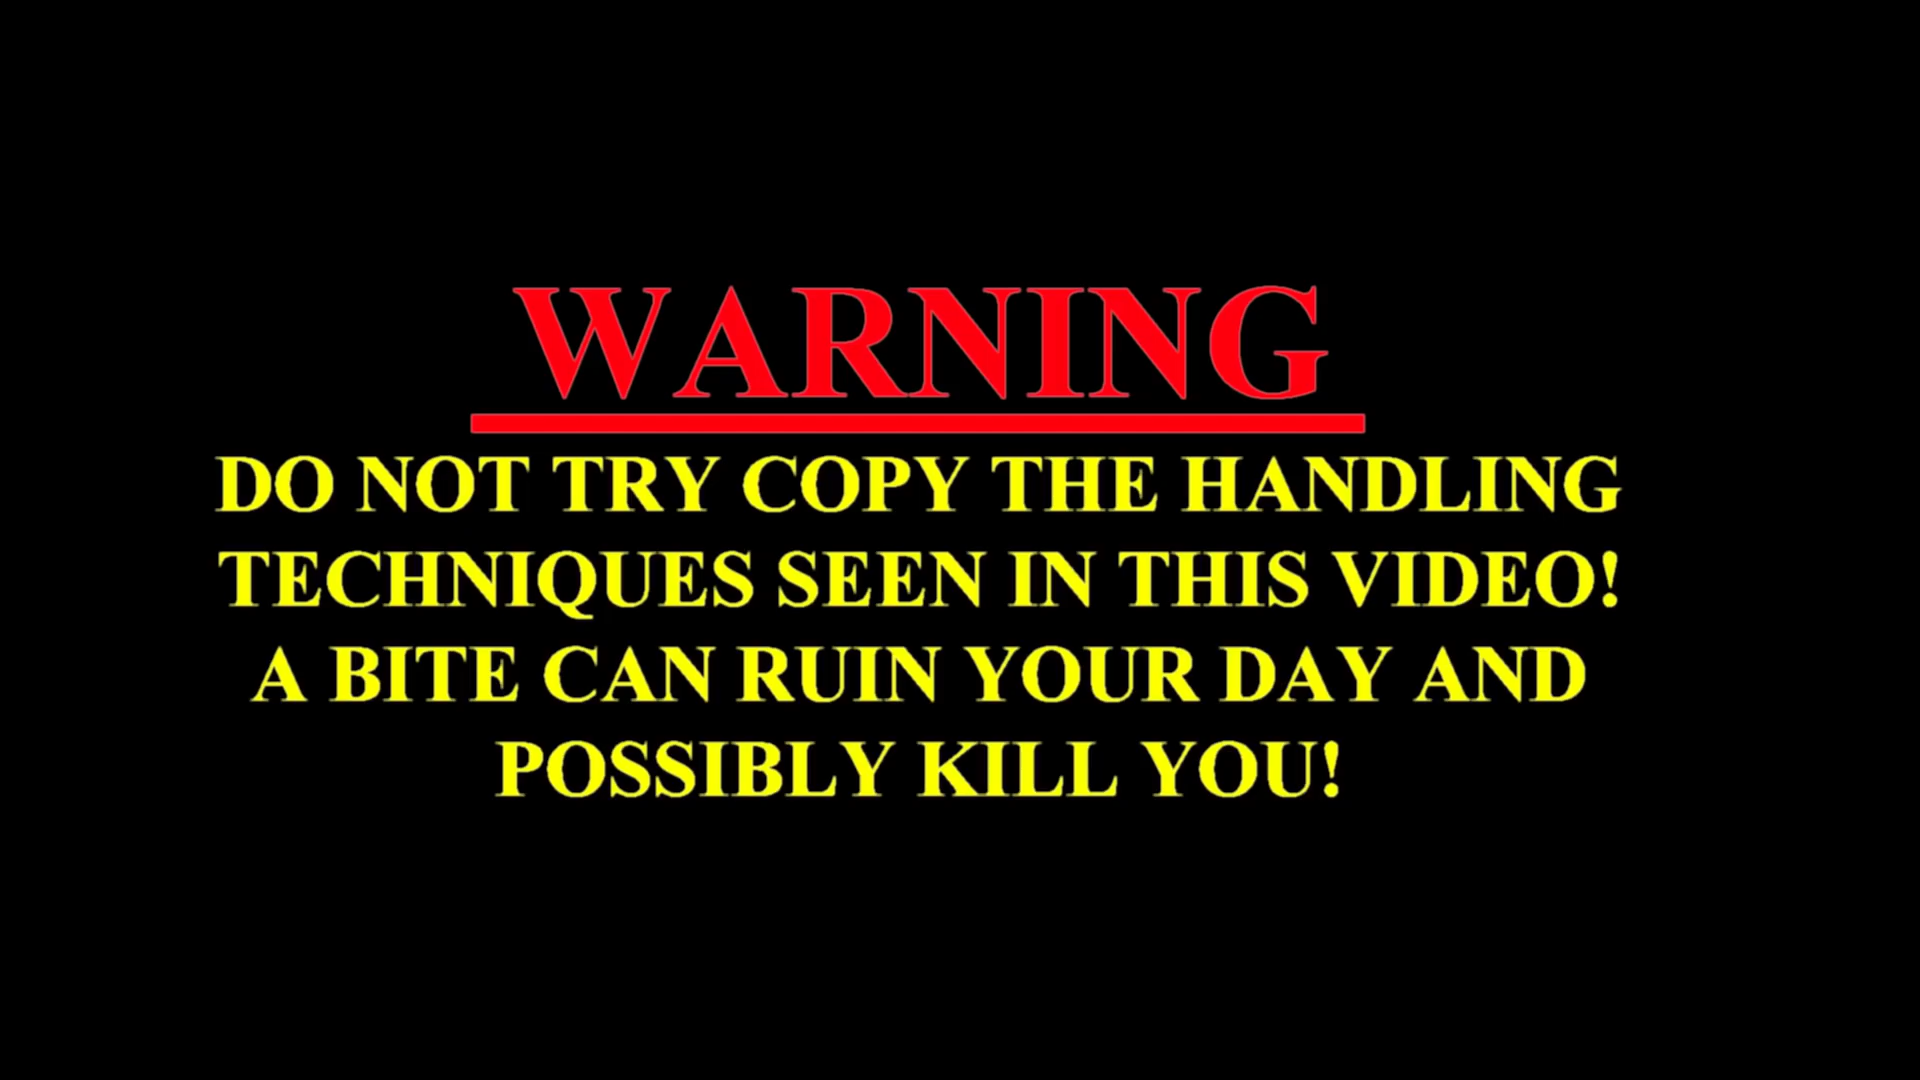 WARNING
DO NOT TRY COPY THE HANDLING
TECHNIQUES SEEN IN THIS VIDEO!
A BITE CAN RUIN YOUR DAY AND
POSSIBLY KILL YOU!